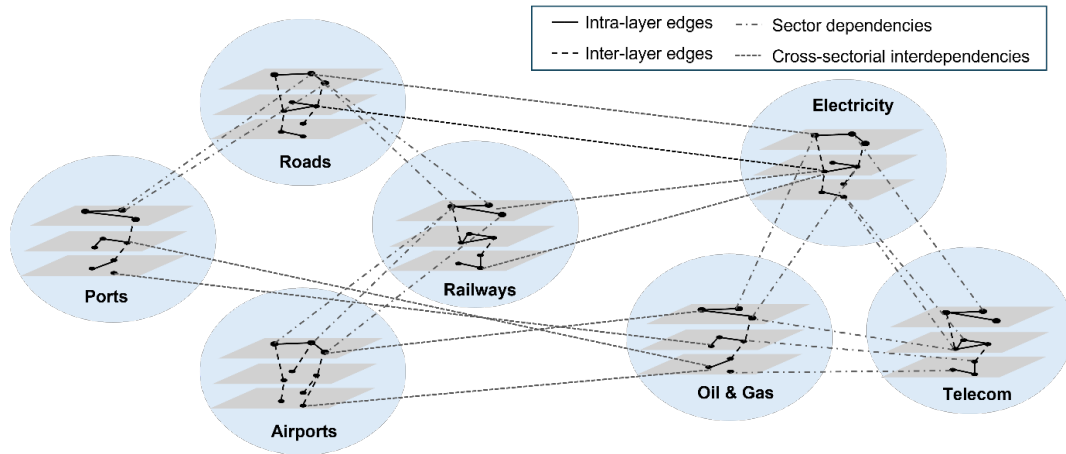 Intra-layer edges
Sector dependencies
Inter-layer edges
Cross-sectorial interdependencies
Electricity
Roads
Ports
Railways
Airports
Oil & Gas
Telecom